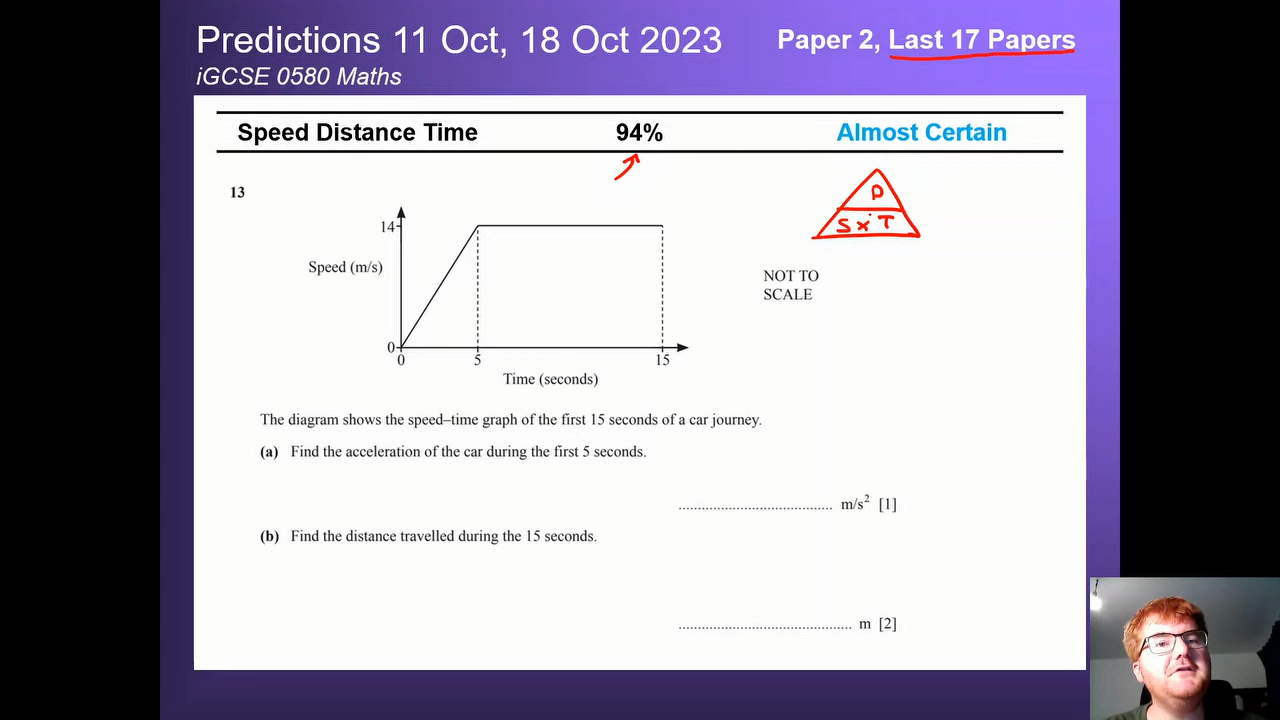 Predictions 11 Oct, 18 Oct 2023
Paper 2, Last 17 Papers
iGCSE 0580 Maths
Speed Distance Time 94% Almost Certain
13
D
S x T
14
Speed (m/s)
NOT TO
SCALE
0
0 5 15
Time (seconds)
The diagram shows the speed–time graph of the first 15 seconds of a car journey.
(a) Find the acceleration of the car during the first 5 seconds.
........................................ m/s² [1]
(b) Find the distance travelled during the 15 seconds.
............................................. m [2]